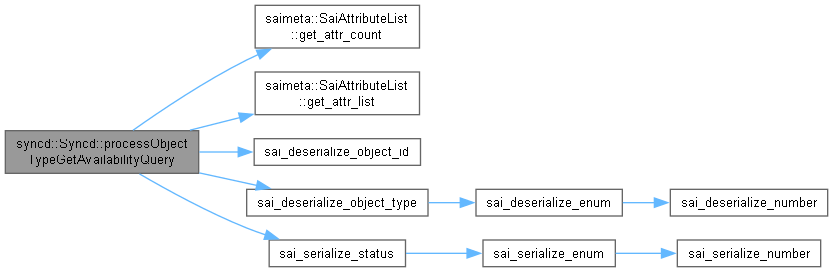 saimeta::SaiAttributeList
::get_attr_count
saimeta::SaiAttributeList
::get_attr_list
syncd::Syncd::processObject
TypeGetAvailabilityQuery
sai_deserialize_object_id
sai_deserialize_object_type
sai_deserialize_enum
sai_deserialize_number
sai_serialize_status
sai_serialize_enum
sai_serialize_number